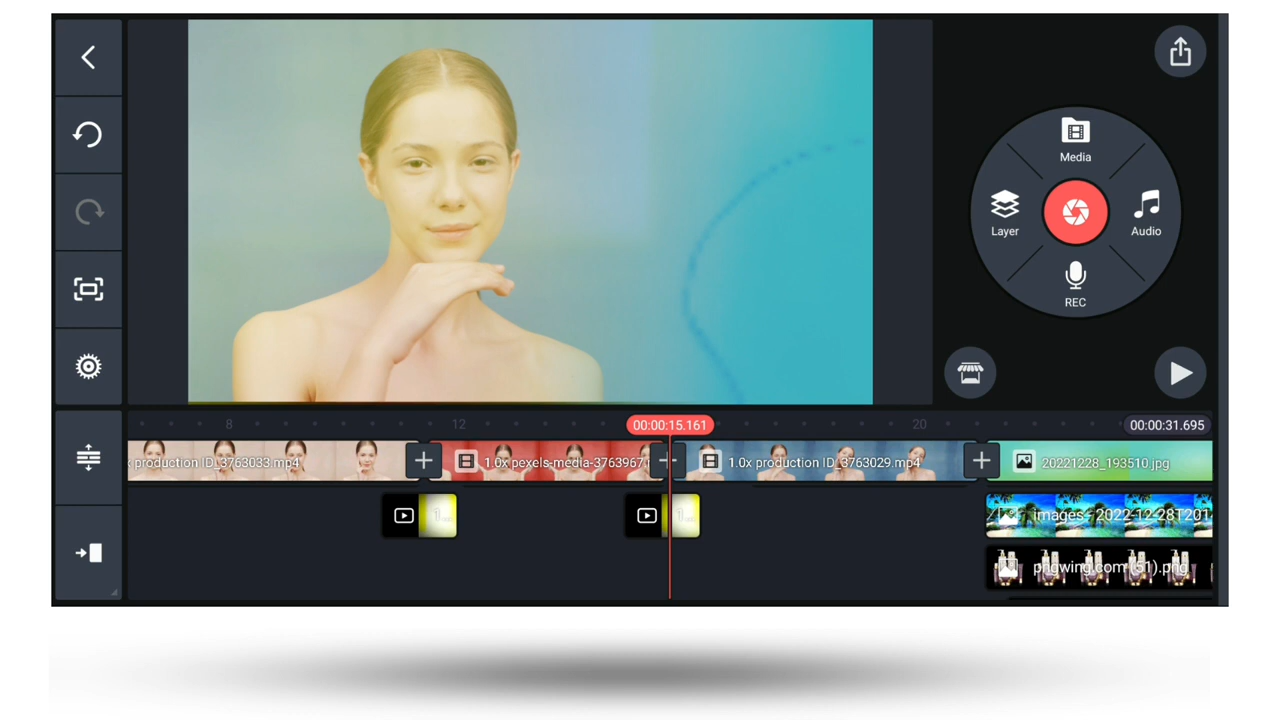 Media
Layer
Audio
REC
8
12
00:00:15.161
20
00:00:31.695
production ID_3763033.mp4
1.0x pexels-media-3763967
1.0x production ID_3763029.mp4
20221228_193510.jpg
1...
1...
images - 2022-12-28T201
pngwing.com (51).png